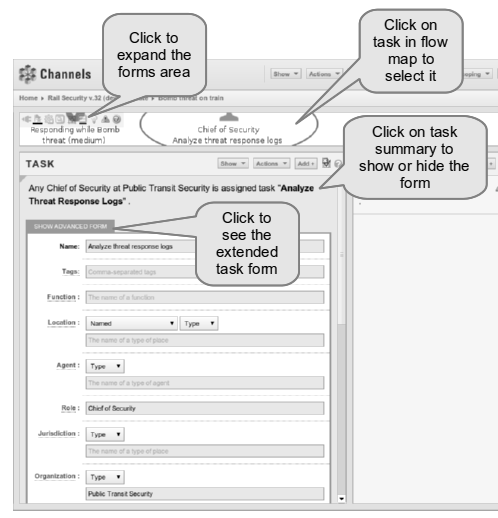 Click to
expand the
forms area
Click on
task in flow
map to
select it
Channels
Show
Actions
Home ▸ Rail Security v.32
Bomb threat on train
Responding while Bomb
threat (medium)
Chief of Security
Analyze threat response logs
Click on task
summary to
show or hide the
form
TASK
Show
Actions
Add
Any Chief of Security at Public Transit Security is assigned task "Analyze
Threat Response Logs" .
Click to
see the
extended
task form
SHOW ADVANCED FORM
Name:
Analyze threat response logs
Tags:
Comma-separated tags
Function :
The name of a function
Location :
Named
Type
The name of a type of place
Agent :
Type
The name of a type of agent
Role :
Chief of Security
Jurisdiction :
Type
The name of a type of place
Organization :
Type
Public Transit Security